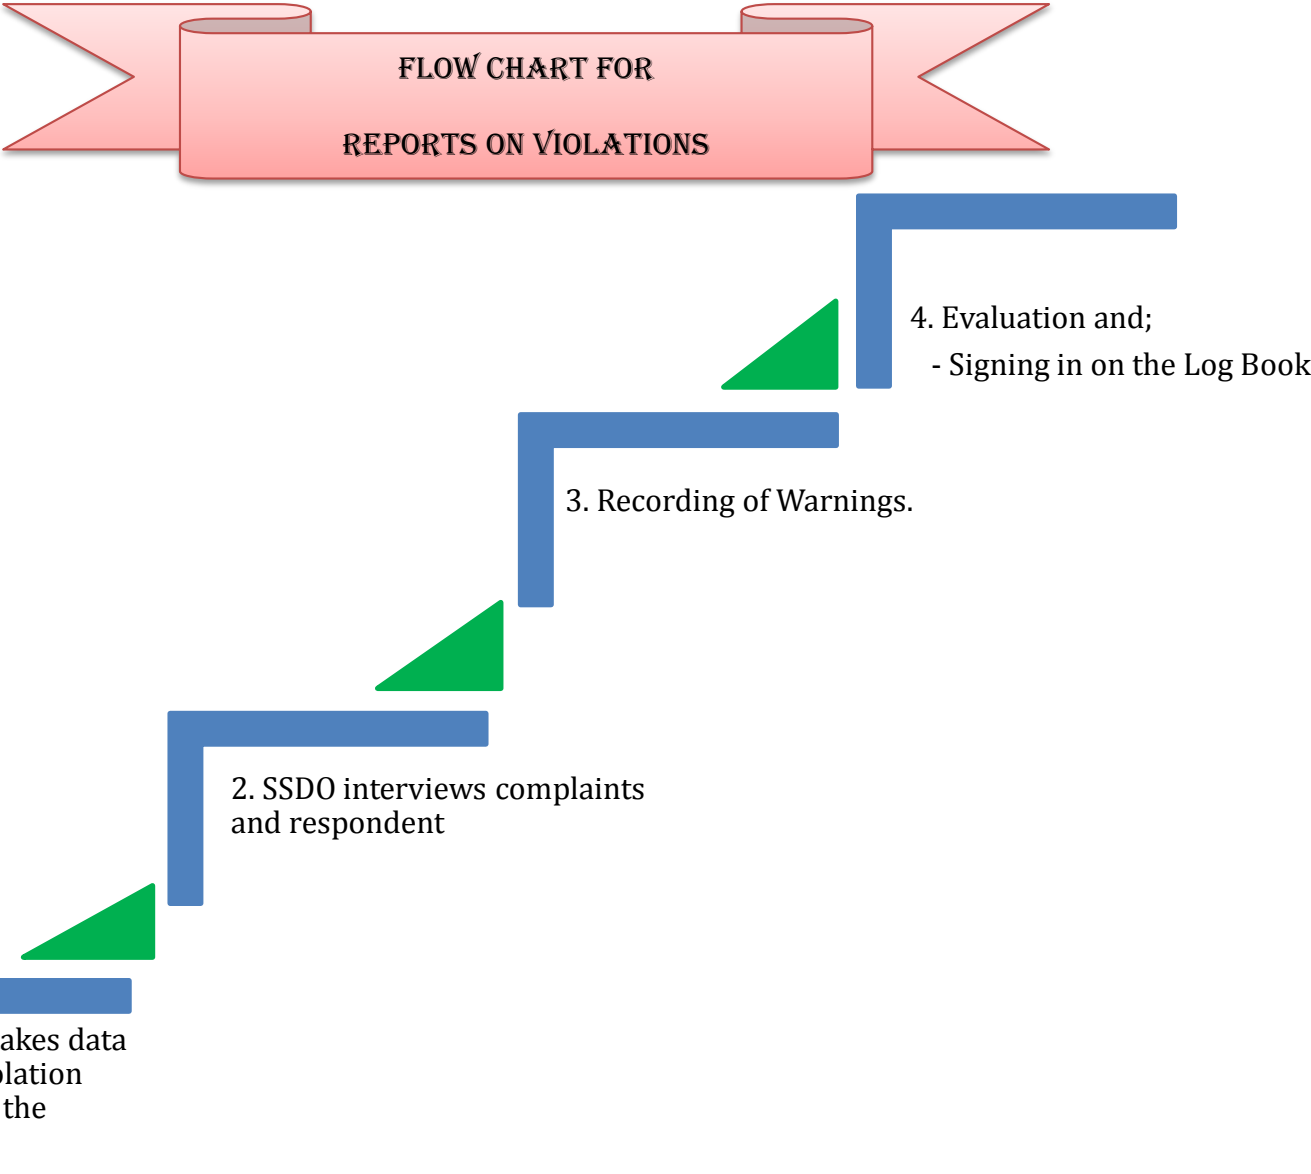 FLOW CHART FOR
REPORTS ON VIOLATIONS
4. Evaluation and;
- Signing in on the Log Book
3. Recording of Warnings.
2. SSDO interviews complaints
and respondent
akes data
olation
the